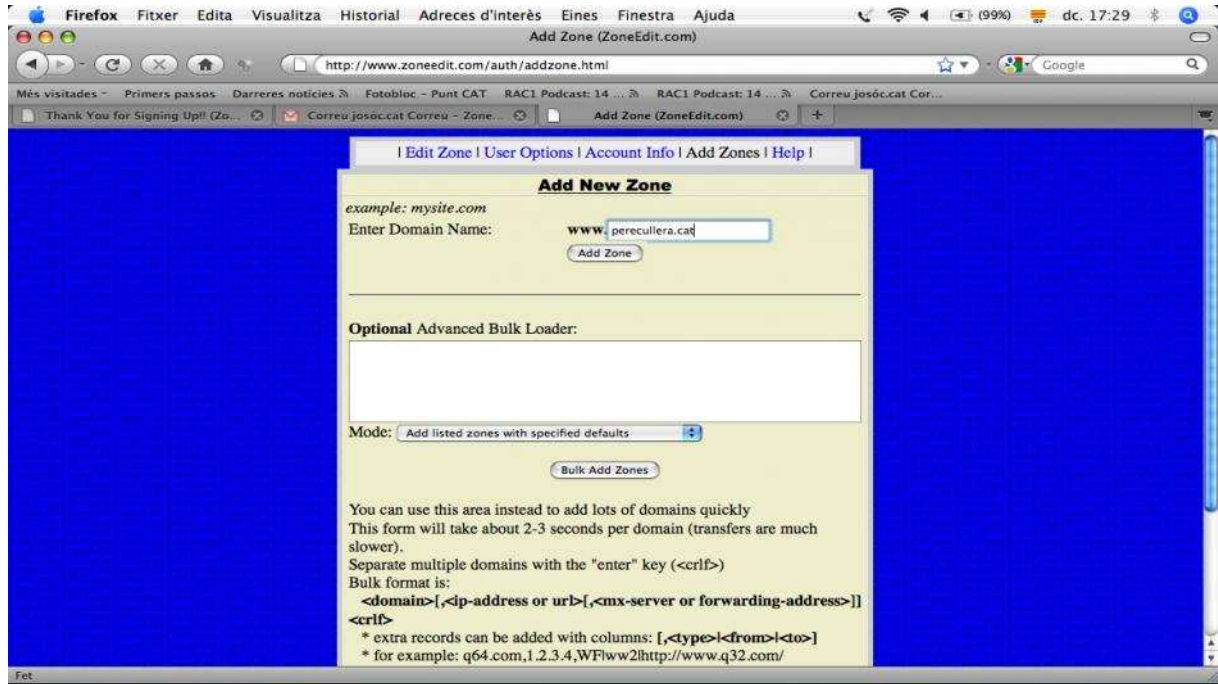 Firefox Fitxer Edita Visualitza Historial Adreces d'interès Eines Finestra Ajuda (99%) dc. 17:29
Add Zone (ZoneEdit.com)
http://www.zoneedit.com/auth/addzone.html Google
Més visitades Primers passos Darreres notícies Fotobloc - Punt CAT RAC1 Podcast: 14 ... RAC1 Podcast: 14 ... Correu josóc.cat Cor...
Thank You for Signing Up!! (Zo... Correu josoc.cat Correu - Zone... Add Zone (ZoneEdit.com) +
| Edit Zone | User Options | Account Info | Add Zones | Help |
Add New Zone
example: mysite.com
Enter Domain Name: www. perecullera.cat
Add Zone
Optional Advanced Bulk Loader:
Mode: Add listed zones with specified defaults
Bulk Add Zones
You can use this area instead to add lots of domains quickly
This form will take about 2-3 seconds per domain (transfers are much
slower).
Separate multiple domains with the "enter" key (<crlf>)
Bulk format is:
<domain>[,<ip-address or url>[,<mx-server or forwarding-address>]]
<crlf>
* extra records can be added with columns: [,<type>|<from>|<to>]
* for example: q64.com,1.2.3.4,WF|ww2|http://www.q32.com/
Fet